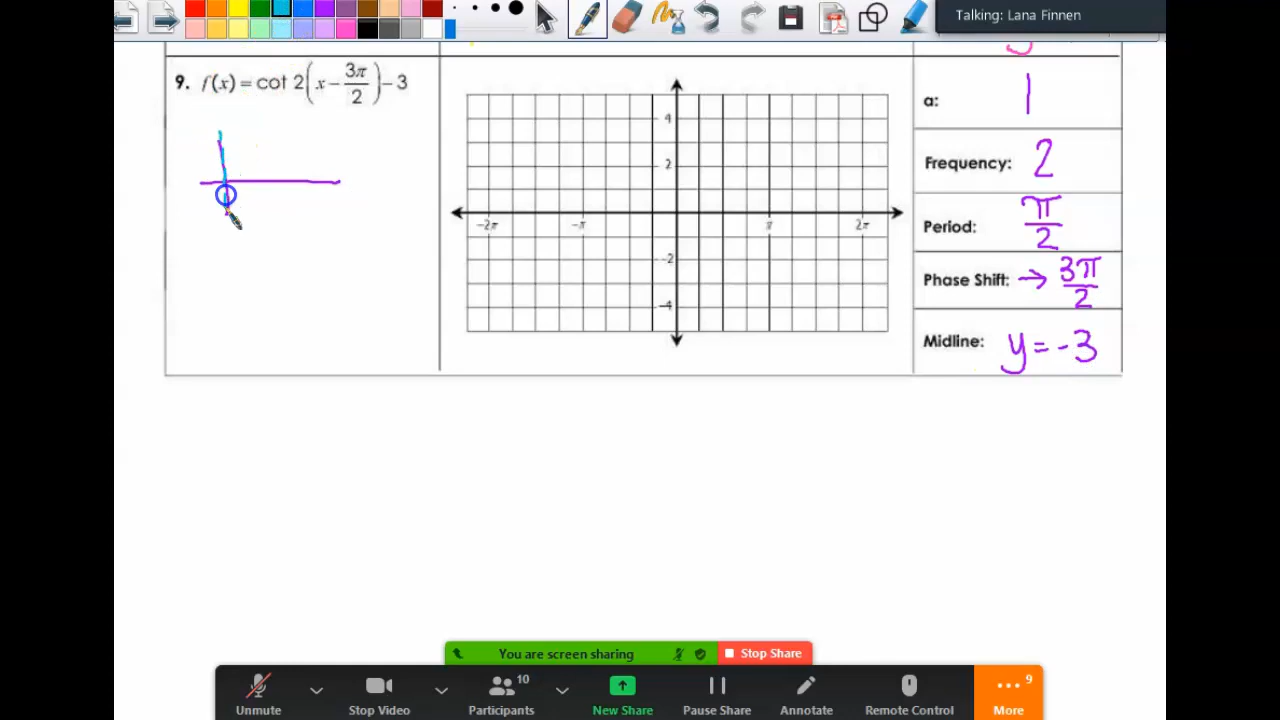 Talking: Lana Finnen
9. f(x) = cot 2(x − 3π/2) − 3
4
2
-2π
-π
π
2π
-2
-4
a: 1
Frequency: 2
Period: π/2
Phase Shift: → 3π/2
Midline: y = -3
You are screen sharing
Stop Share
Unmute
Stop Video
Participants
10
New Share
Pause Share
Annotate
Remote Control
More
9